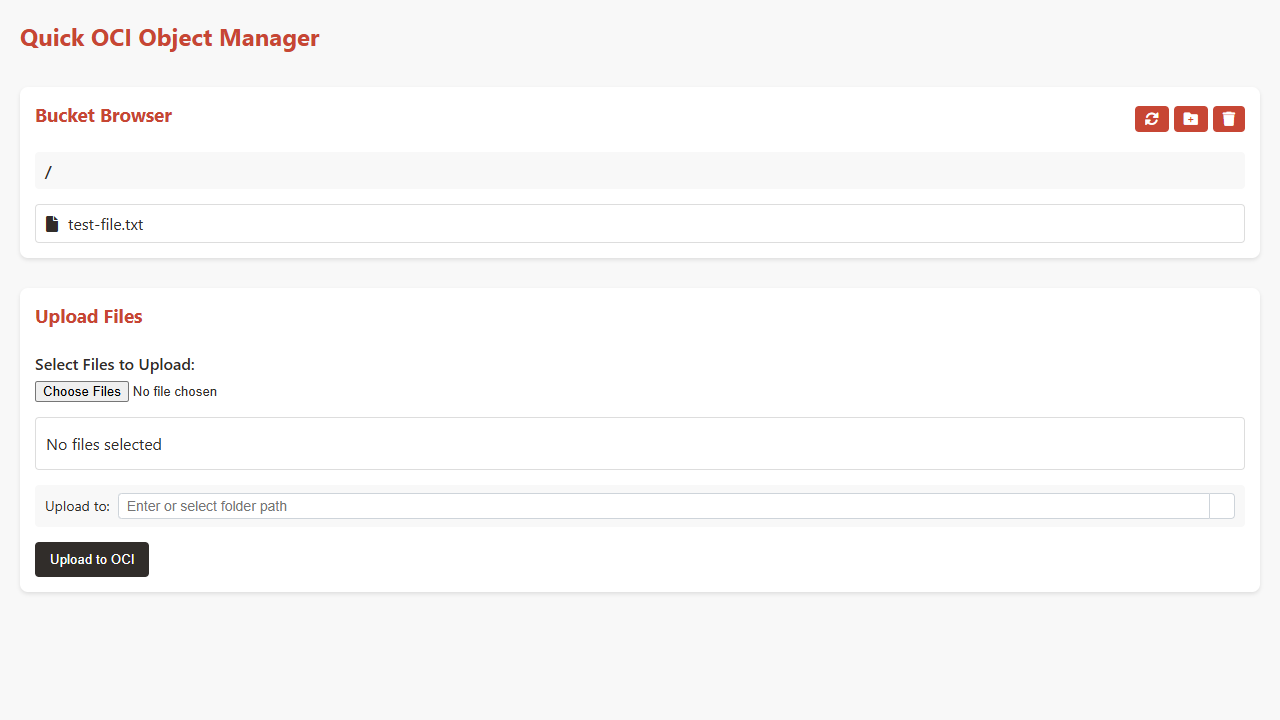 Quick OCI Object Manager
Bucket Browser
/
test-file.txt
Upload Files
Select Files to Upload:
Choose Files No file chosen
No files selected
Upload to: Enter or select folder path
Upload to OCI